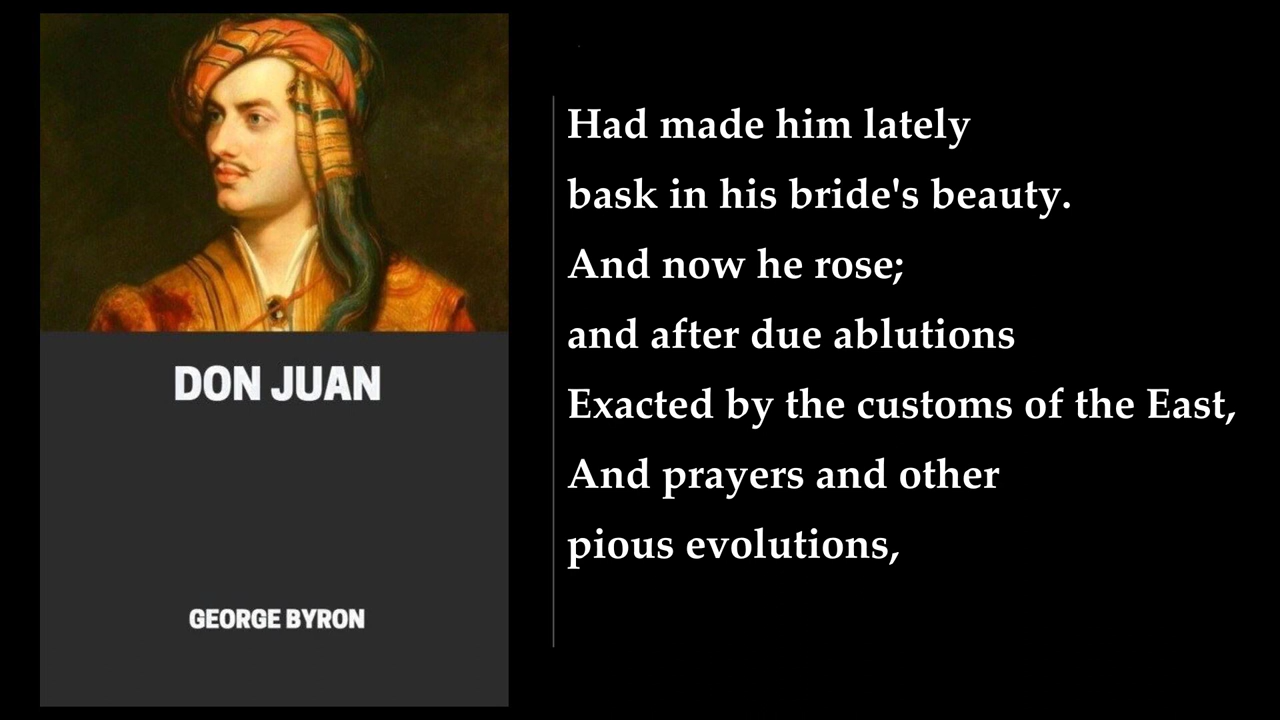 DON JUAN
GEORGE BYRON
Had made him lately
bask in his bride's beauty.
And now he rose;
and after due ablutions
Exacted by the customs of the East,
And prayers and other
pious evolutions,